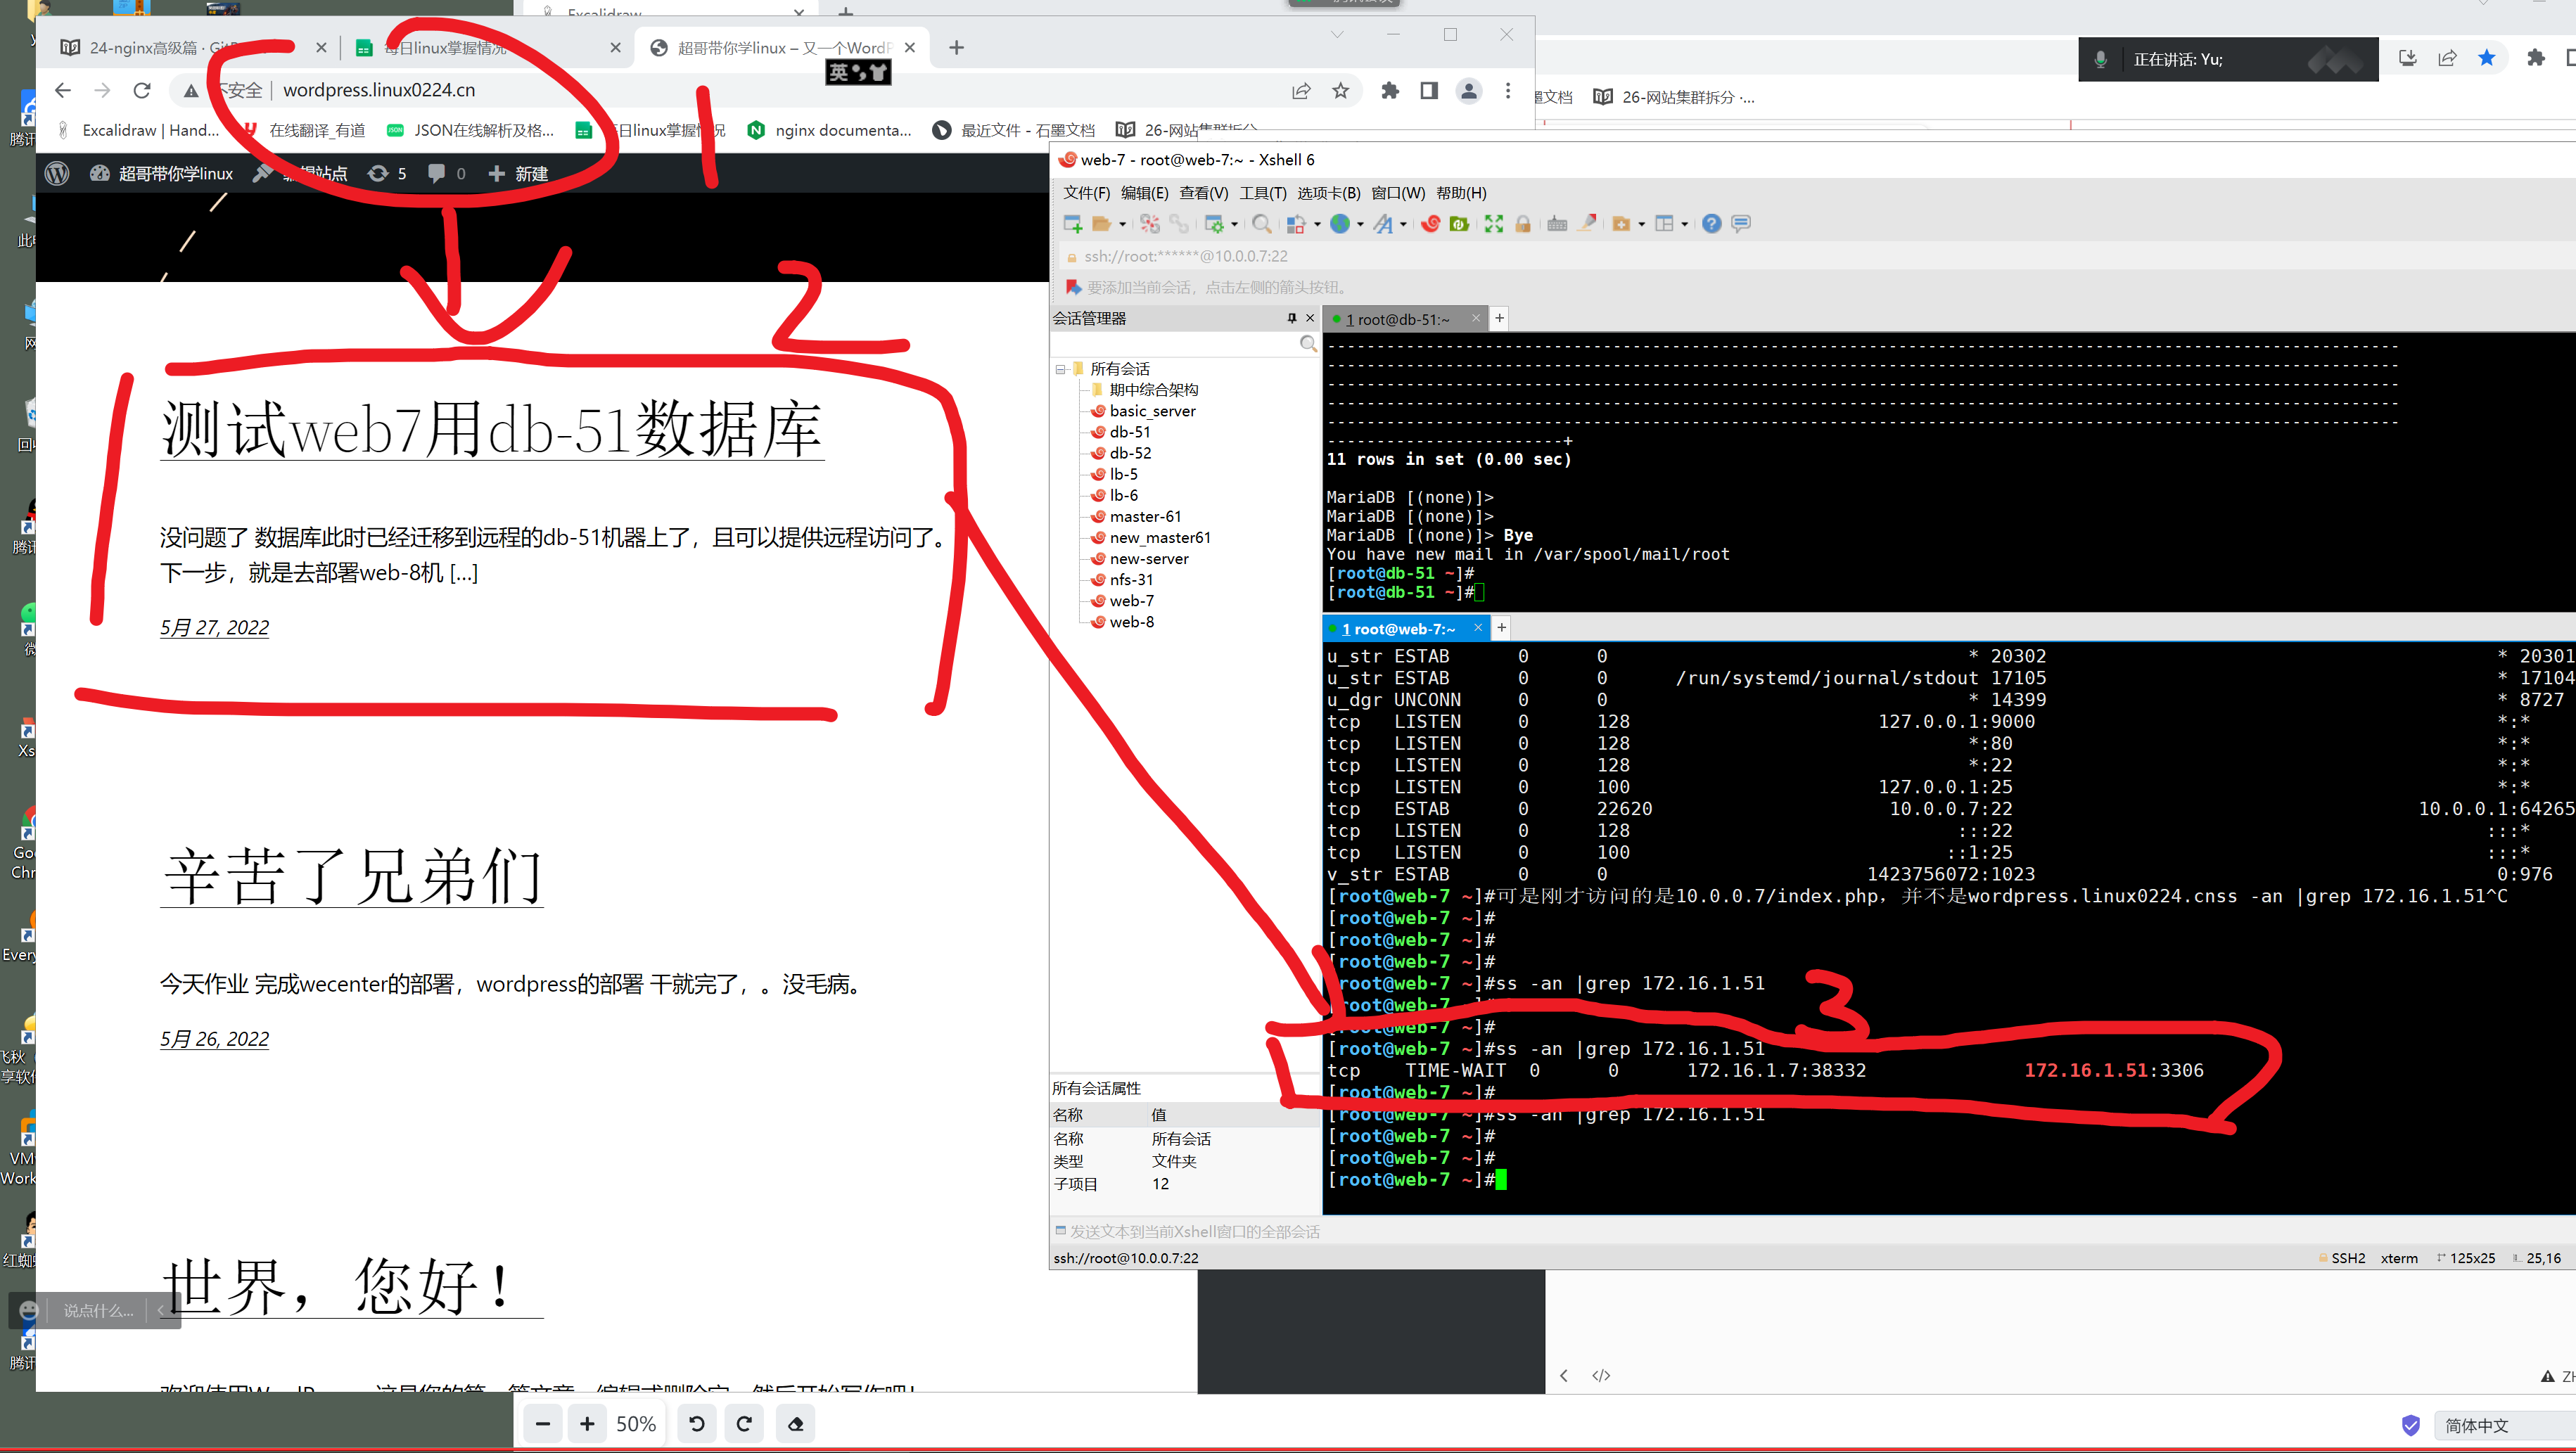 Excalidraw
24-nginx高级篇
每日linux掌握情况
超哥带你学linux – 又一个WordP
英
正在讲话: Yu;
不安全
wordpress.linux0224.cn
Excalidraw | Hand...
在线翻译_有道
JSON在线解析及格...
日linux掌握情况
nginx documenta...
最近文件 - 石墨文档
26-网站集群拆分
墨文档
26-网站集群拆分 ·...
超哥带你学linux
编辑站点
5
0
新建
1
2
3
测试web7用db-51数据库
没问题了 数据库此时已经迁移到远程的db-51机器上了，且可以提供远程访问了。
下一步，就是去部署web-8机 [...]
5月 27, 2022
辛苦了兄弟们
今天作业 完成wecenter的部署，wordpress的部署 干就完了，。没毛病。
5月 26, 2022
世界，您好！
说点什么...
web-7 - root@web-7:~ - Xshell 6
文件(F) 编辑(E) 查看(V) 工具(T) 选项卡(B) 窗口(W) 帮助(H)
ssh://root:******@10.0.0.7:22
要添加当前会话，点击左侧的箭头按钮。
会话管理器
所有会话
期中综合架构
basic_server
db-51
db-52
lb-5
lb-6
master-61
new_master61
new-server
nfs-31
web-7
web-8
所有会话属性
名称 值
名称 所有会话
类型 文件夹
子项目 12
1 root@db-51:~
------------------------+
11 rows in set (0.00 sec)
MariaDB [(none)]>
MariaDB [(none)]>
MariaDB [(none)]> Bye
You have new mail in /var/spool/mail/root
[root@db-51 ~]#
[root@db-51 ~]#
1 root@web-7:~
u_str ESTAB 0 0 * 20302 * 20301
u_str ESTAB 0 0 /run/systemd/journal/stdout 17105 * 17104
u_dgr UNCONN 0 0 * 14399 * 8727
tcp LISTEN 0 128 127.0.0.1:9000 *:*
tcp LISTEN 0 128 *:80 *:*
tcp LISTEN 0 128 *:22 *:*
tcp LISTEN 0 100 127.0.0.1:25 *:*
tcp ESTAB 0 22620 10.0.0.7:22 10.0.0.1:64265
tcp LISTEN 0 128 :::22 :::*
tcp LISTEN 0 100 ::1:25 :::*
v_str ESTAB 0 0 1423756072:1023 0:976
[root@web-7 ~]#可是刚才访问的是10.0.0.7/index.php，并不是wordpress.linux0224.cnss -an |grep 172.16.1.51^C
[root@web-7 ~]#
[root@web-7 ~]#
[root@web-7 ~]#
[root@web-7 ~]#ss -an |grep 172.16.1.51
[root@web-7 ~]#
[root@web-7 ~]#
[root@web-7 ~]#ss -an |grep 172.16.1.51
tcp TIME-WAIT 0 0 172.16.1.7:38332 172.16.1.51:3306
[root@web-7 ~]#
[root@web-7 ~]#ss -an |grep 172.16.1.51
[root@web-7 ~]#
[root@web-7 ~]#
[root@web-7 ~]#
发送文本到当前Xshell窗口的全部会话
ssh://root@10.0.0.7:22
SSH2 xterm 125x25 25,16
50%
简体中文